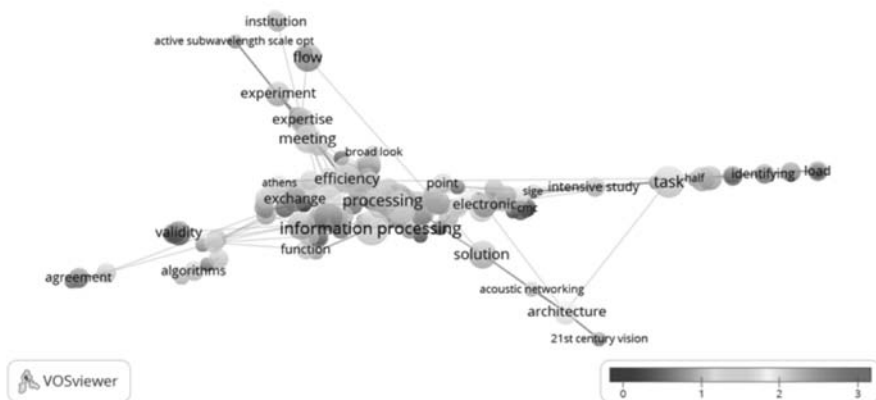 institution
active subwavelength scale opt
flow
experiment
expertise
meeting
broad look
athens
efficiency
point
sige
intensive study
task
half
identifying
load
exchange
processing
electronic
cmc
validity
information processing
function
solution
agreement
algorithms
acoustic networking
architecture
21st century vision
VOSviewer
0
1
2
3